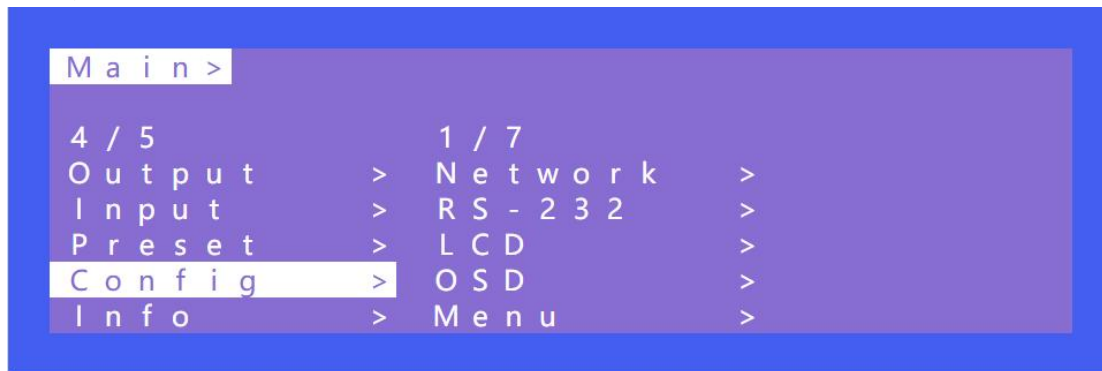 Main>
4/5 1/7
Output > Network >
Input > RS-232 >
Preset > LCD >
Config > OSD >
Info > Menu >